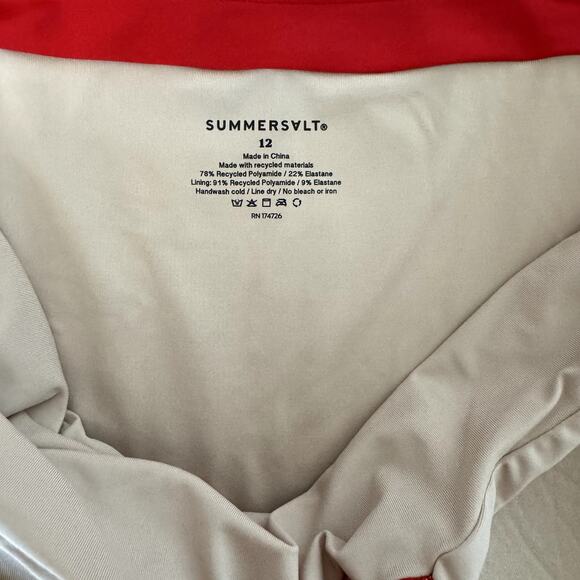 SUMMERSⱯLT®
12
Made in China
Made with recycled materials
78% Recycled Polyamide / 22% Elastane
Lining: 91% Recycled Polyamide / 9% Elastane
Handwash cold / Line dry / No bleach or iron
RN 174726